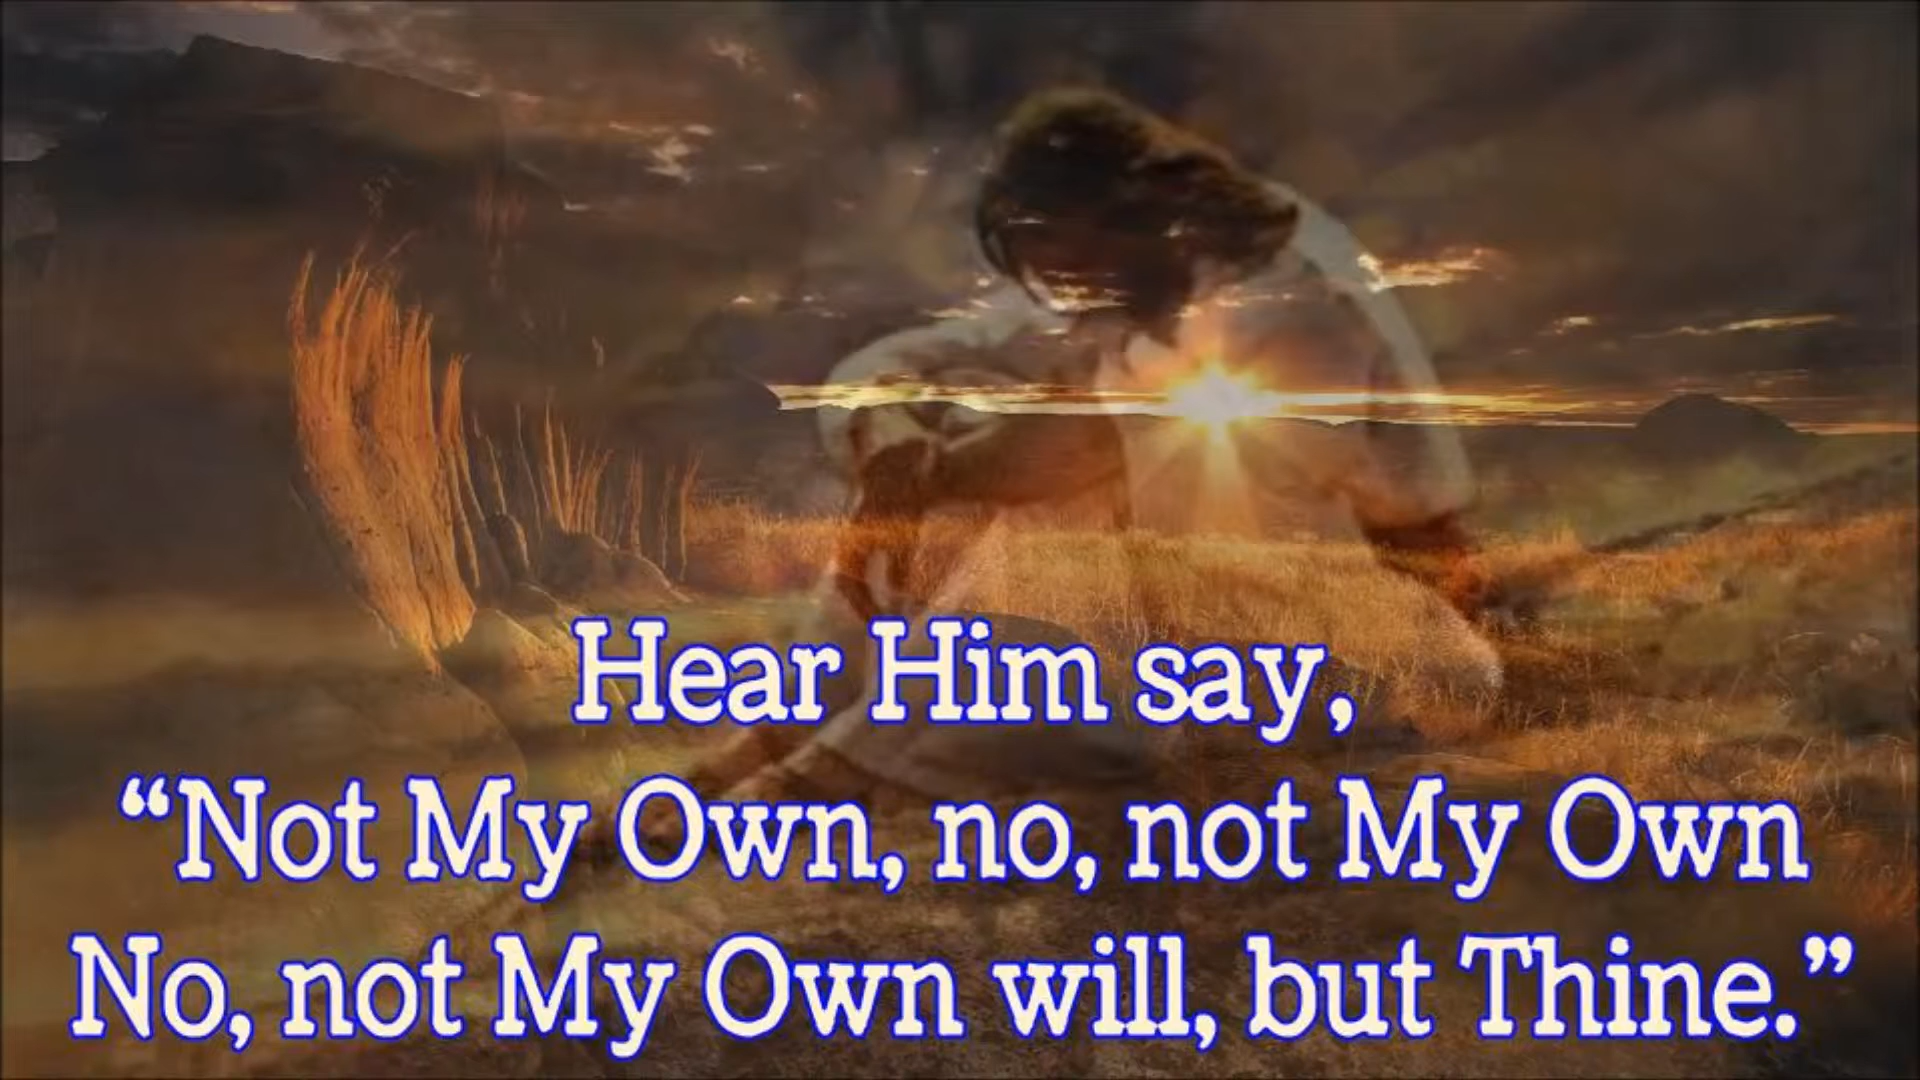 Hear Him say,
“Not My Own, no, not My Own
No, not My Own will, but Thine.”